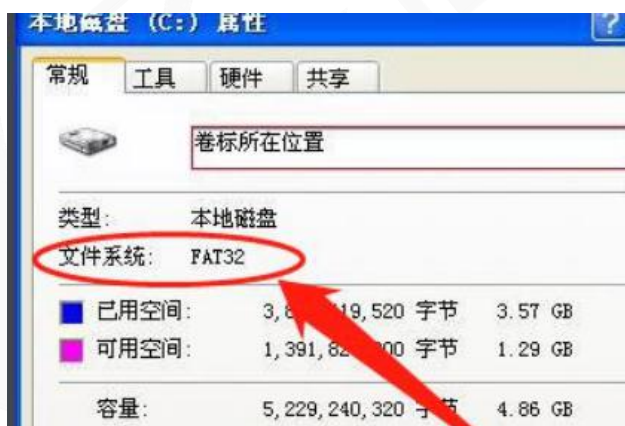 本地磁盘 (C:) 属性
常规 工具 硬件 共享
卷标所在位置
类型: 本地磁盘
文件系统: FAT32
已用空间: 字节 3.57 GB
可用空间: 字节 1.29 GB
容量: 5,229,240,320 字节 4.86 GB